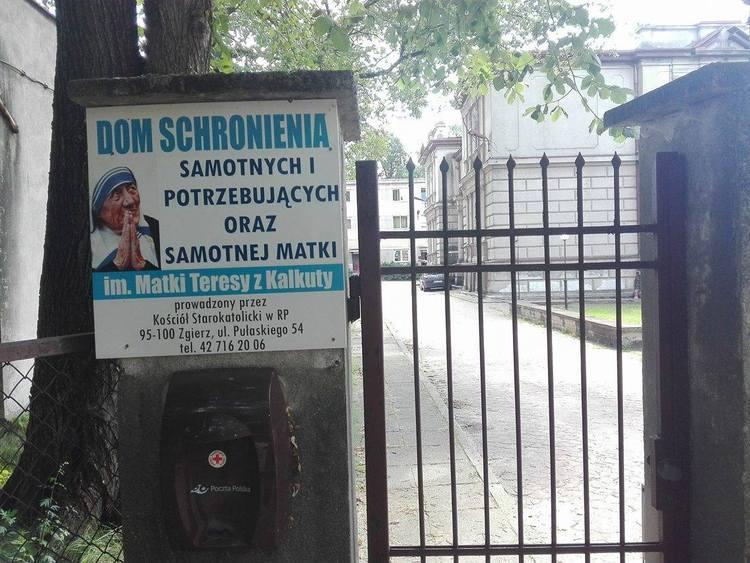 DOM SCHRONIENIA
SAMOTNYCH I
POTRZEBUJĄCYCH
ORAZ
SAMOTNEJ MATKI
im. Matki Teresy z Kalkuty
prowadzony przez
Kościół Starokatolicki w RP
95-100 Zgierz, ul. Pułaskiego 54
tel. 42 716 20 06
Poczta Polska